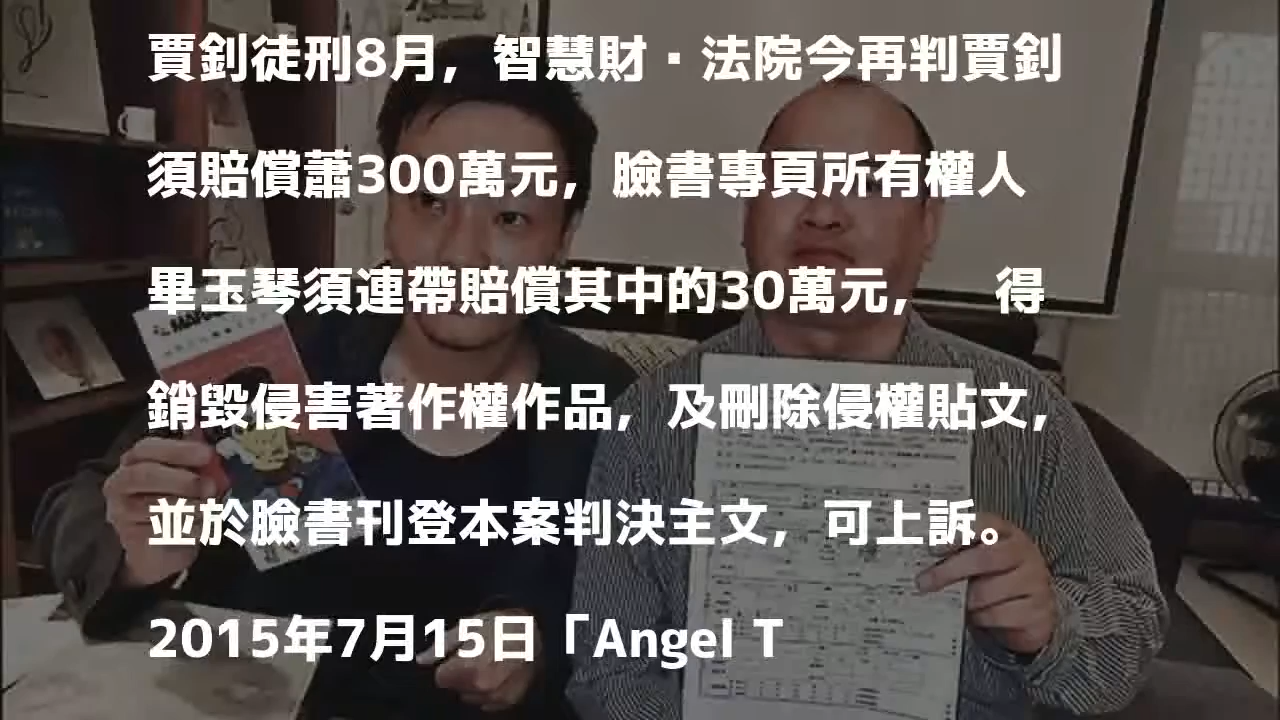 賈釗徒刑8月，智慧財·法院今再判賈釗
須賠償蕭300萬元，臉書專頁所有權人
畢玉琴須連帶賠償其中的30萬元，　得
銷毀侵害著作權作品，及刪除侵權貼文，
並於臉書刊登本案判決主文，可上訴。
2015年7月15日「Angel T